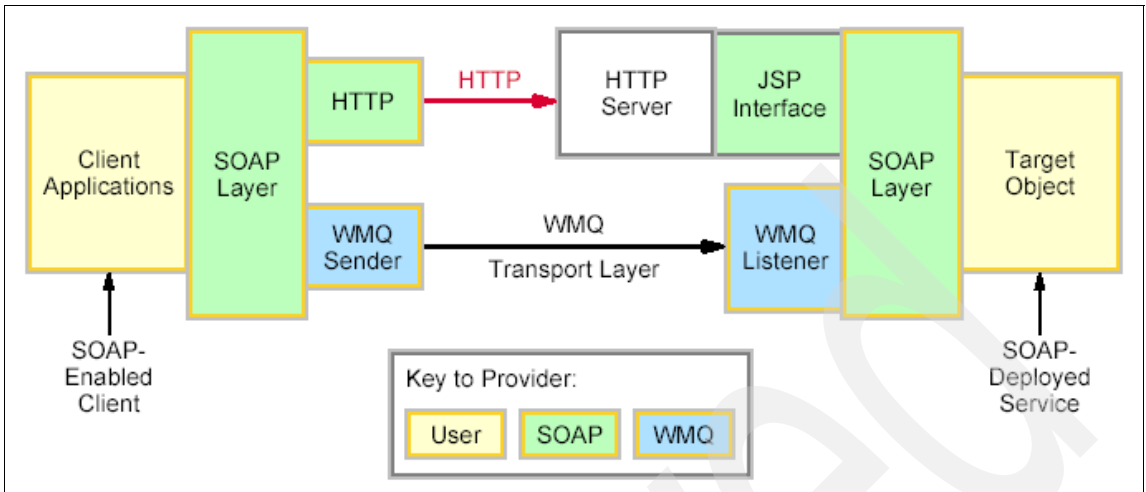 Client
Applications
SOAP
Layer
HTTP
WMQ
Sender
HTTP
WMQ
Transport Layer
HTTP
Server
JSP
Interface
WMQ
Listener
SOAP
Layer
Target
Object
SOAP-
Enabled
Client
SOAP-
Deployed
Service
Key to Provider:
User
SOAP
WMQ